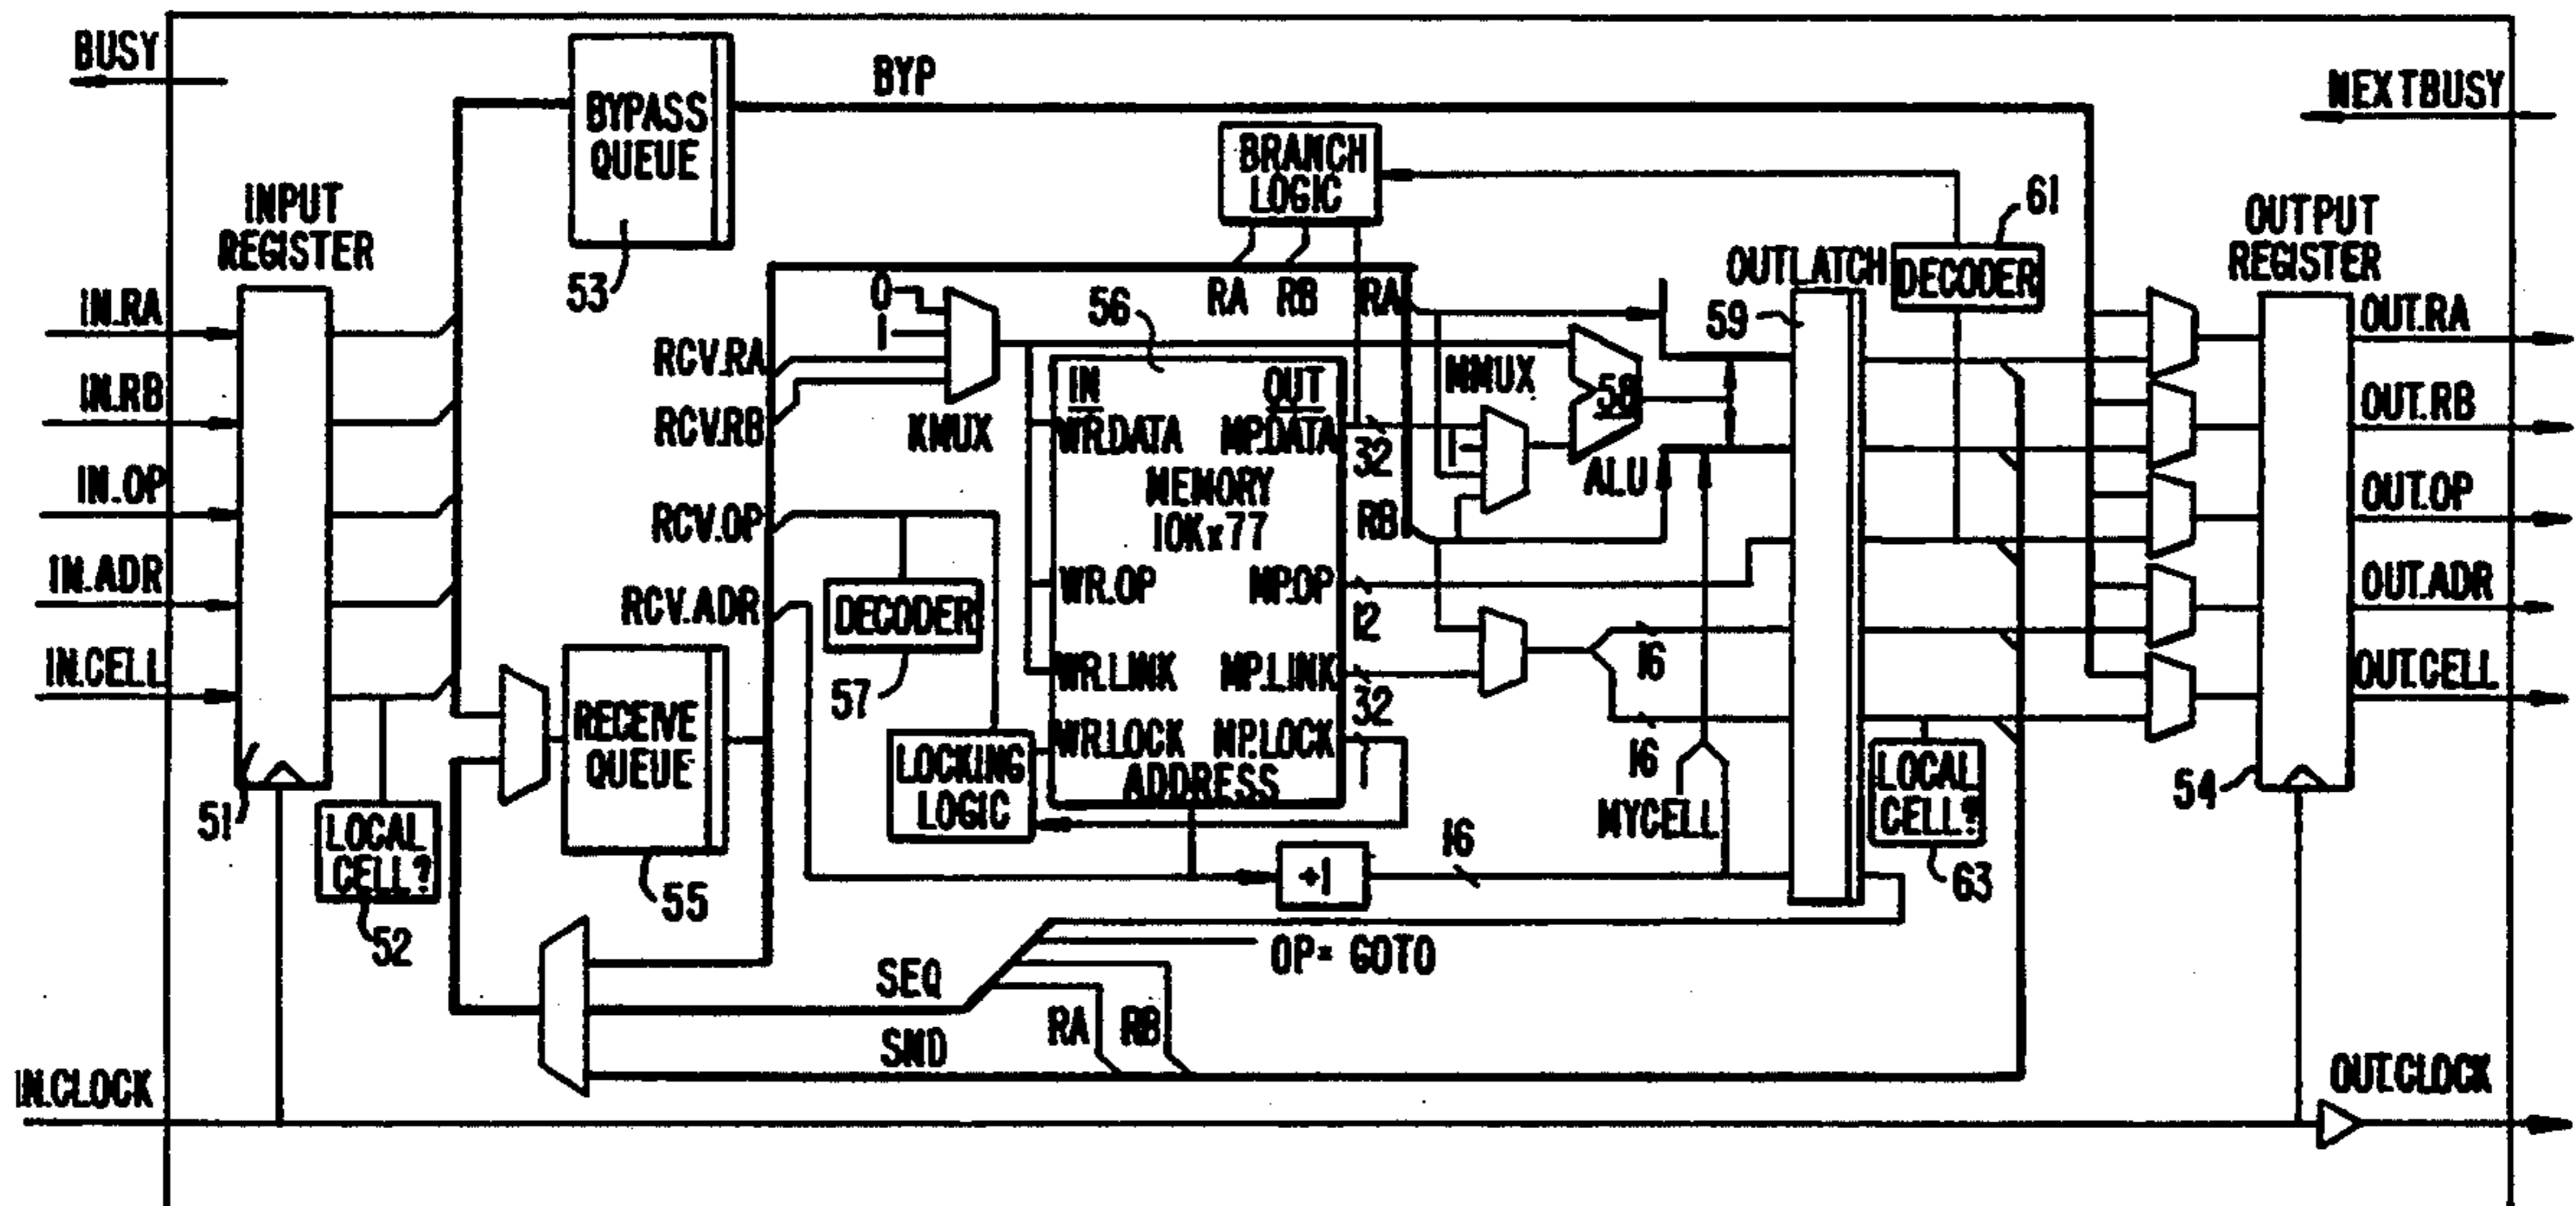 BUSY
BYPASS
QUEUE
53
BYP
NEXTBUSY
BRANCH
LOGIC
INPUT
REGISTER
61
OUTPUT
REGISTER
OUTLATCH
DECODER
IN.RA
IN.RB
IN.OP
IN.ADR
IN.CELL
51
LOCAL
CELL?
52
0
1
RCV.RA
RCV.RB
KMUX
RCV.OP
RCV.ADR
DECODER
57
RECEIVE
QUEUE
55
LOCKING
LOGIC
RA
RB
RA
56
IN
OUT
WR.DATA
MP.DATA
32
MEMORY
10Kx77
WR.OP
MP.OP
12
WR.LINK
MP.LINK
32
WR.LOCK
MP.LOCK
1
ADDRESS
MMUX
1
58
ALU
RB
59
16
16
MYCELL
+1
16
LOCAL
CELL?
63
54
OUT.RA
OUT.RB
OUT.OP
OUT.ADR
OUT.CELL
OP= GOTO
SEQ
RA
RB
SND
IN.CLOCK
OUT.CLOCK